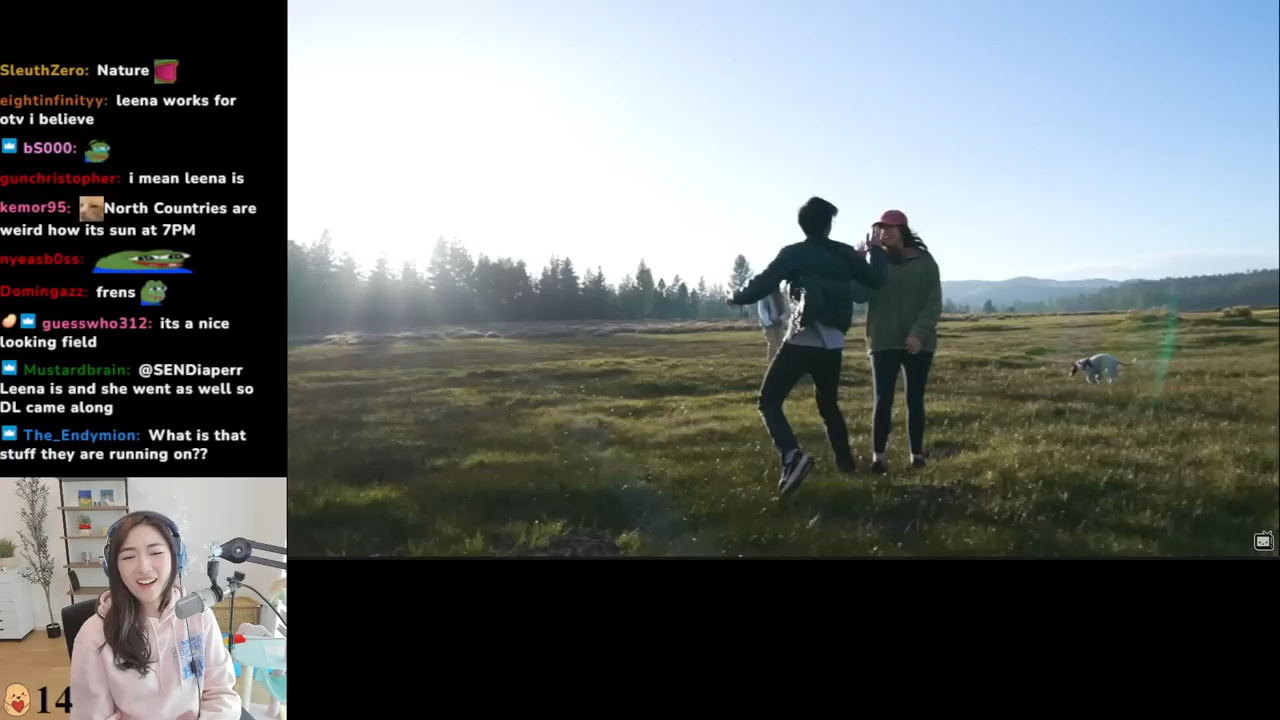 SleuthZero: Nature
eightinfinityy: leena works for
otv i believe
bS000:
gunchristopher: i mean leena is
kemor95: North Countries are
weird how its sun at 7PM
nyeasb0ss:
Domingazz: frens
guesswho312: its a nice
looking field
Mustardbrain: @SENDiaperr
Leena is and she went as well so
DL came along
The_Endymion: What is that
stuff they are running on??
14